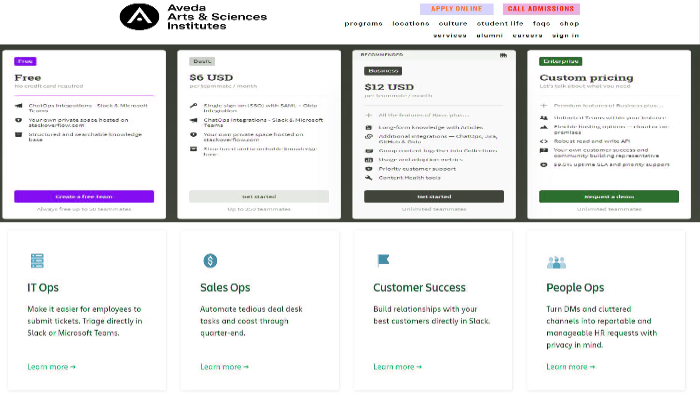 Aveda
Arts & Sciences
Institutes
APPLY ONLINE
CALL ADMISSIONS
programs locations culture student life faqs shop
services alumni careers sign in
Free
Free
No credit card required
ChatOps Integrations - Slack & Microsoft
Teams
Your own private space hosted on
stackoverflow.com
Structured and searchable knowledge
base
Create a free team
Always free up to 50 teammates
Basic
$6 USD
per teammate / month
Single sign on (SSO) with SAML - Okta
Integration
ChatOps Integrations - Slack & Microsoft
Teams
Your own private space hosted on
stackoverflow.com
Structured and searchable knowledge
base
Get started
Up to 250 teammates
RECOMMENDED
Business
$12 USD
per teammate / month
All the features of Basic, plus...
Long-form knowledge with Articles
Additional integrations — ChatOps, Jira,
GitHub & Okta
Group content together into Collections
Usage and adoption metrics
Priority customer support
Content Health tools
Get started
Unlimited teammates
Enterprise
Custom pricing
Let's talk about what you need
Premium features of Business plus...
Unlimited Teams within your instance
Flexible hosting options — cloud or on
premises
Robust read and write API
Your own customer success and
community building representative
99.5% uptime SLA and priority support
Request a demo
Unlimited teammates
IT Ops
Make it easier for employees to
submit tickets. Triage directly in
Slack or Microsoft Teams.
Learn more →
Sales Ops
Automate tedious deal desk
tasks and coast through
quarter-end.
Learn more →
Customer Success
Build relationships with your
best customers directly in Slack.
Learn more →
People Ops
Turn DMs and cluttered
channels into reportable and
manageable HR requests with
privacy in mind.
Learn more →